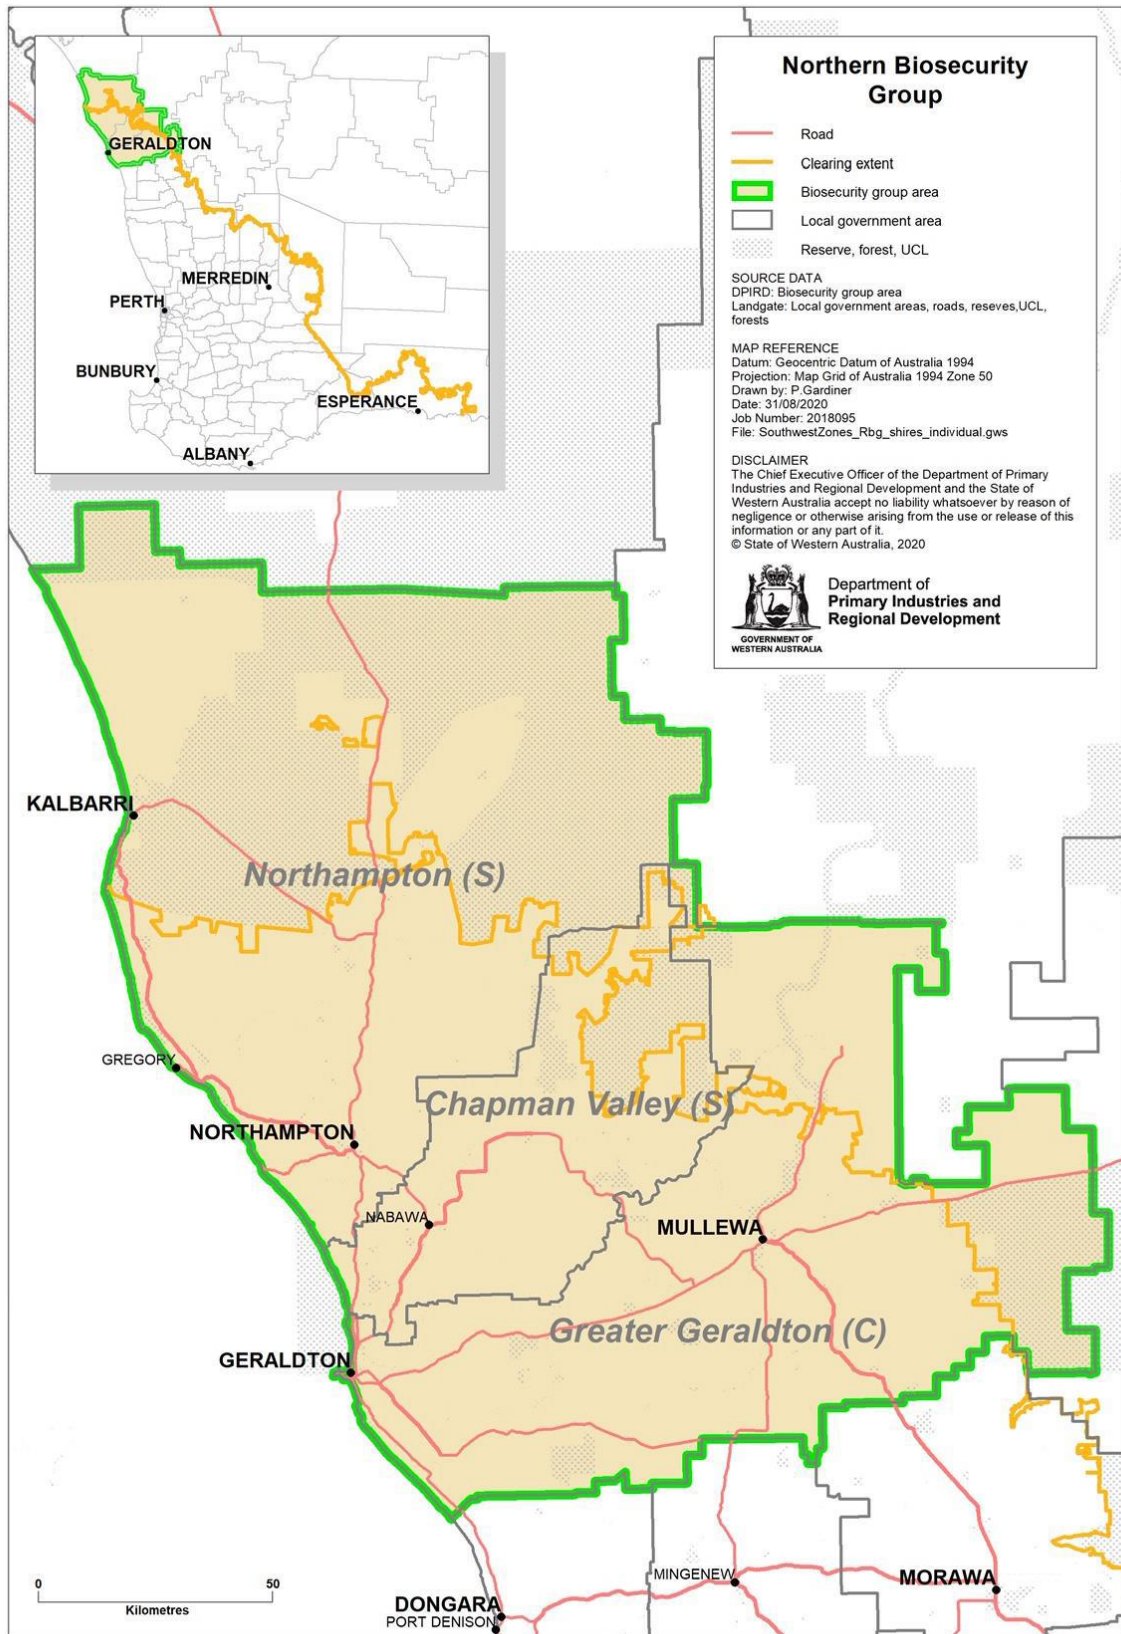 Northern Biosecurity
Group
Road
Clearing extent
Biosecurity group area
Local government area
Reserve, forest, UCL
SOURCE DATA
DPIRD: Biosecurity group area
Landgate: Local government areas, roads, reseves,UCL,
forests
MAP REFERENCE
Datum: Geocentric Datum of Australia 1994
Projection: Map Grid of Australia 1994 Zone 50
Drawn by: P.Gardiner
Date: 31/08/2020
Job Number: 2018095
File: SouthwestZones_Rbg_shires_individual.gws
DISCLAIMER
The Chief Executive Officer of the Department of Primary
Industries and Regional Development and the State of
Western Australia accept no liability whatsoever by reason of
negligence or otherwise arising from the use or release of this
information or any part of it.
© State of Western Australia, 2020
GOVERNMENT OF
WESTERN AUSTRALIA
Department of
Primary Industries and
Regional Development
GERALDTON
MERREDIN
PERTH
BUNBURY
ESPERANCE
ALBANY
KALBARRI
Northampton (S)
GREGORY
Chapman Valley (S)
NORTHAMPTON
NABAWA
MULLEWA
Greater Geraldton (C)
GERALDTON
MINGENEW
MORAWA
DONGARA
PORT DENISON
0 50
Kilometres